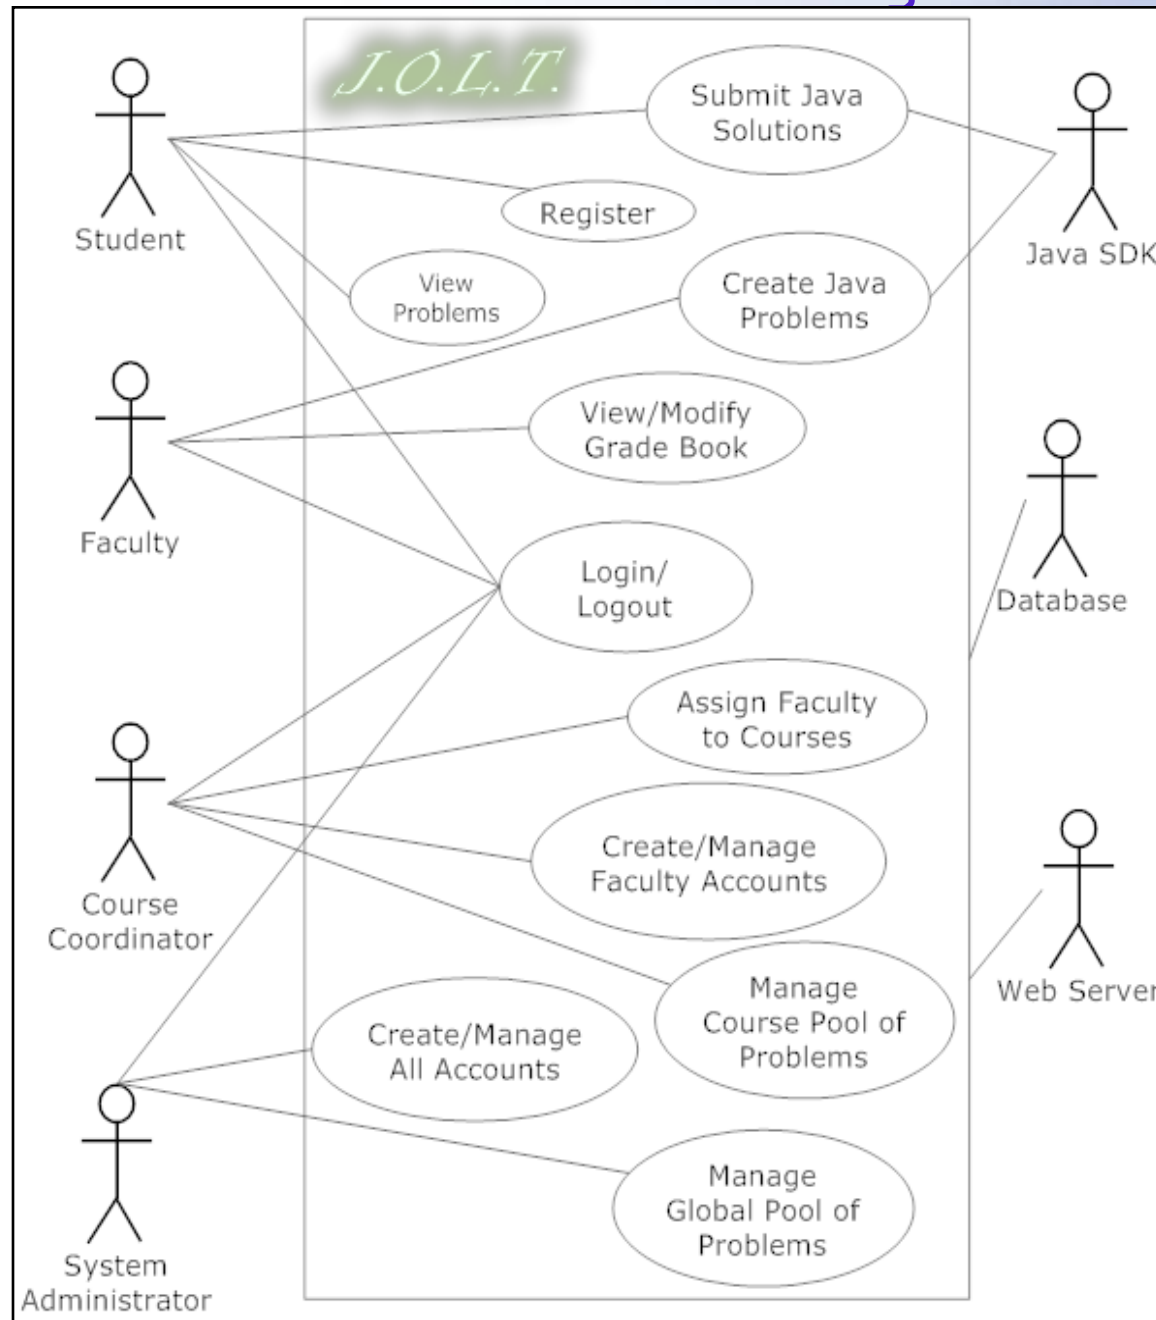 J.O.L.T.
Submit Java
Solutions
Student
Register
Java SDK
View
Problems
Create Java
Problems
View/Modify
Grade Book
Faculty
Login/
Logout
Database
Assign Faculty
to Courses
Course
Coordinator
Create/Manage
Faculty Accounts
Manage
Course Pool of
Problems
Web Server
Create/Manage
All Accounts
Manage
Global Pool of
Problems
System
Administrator